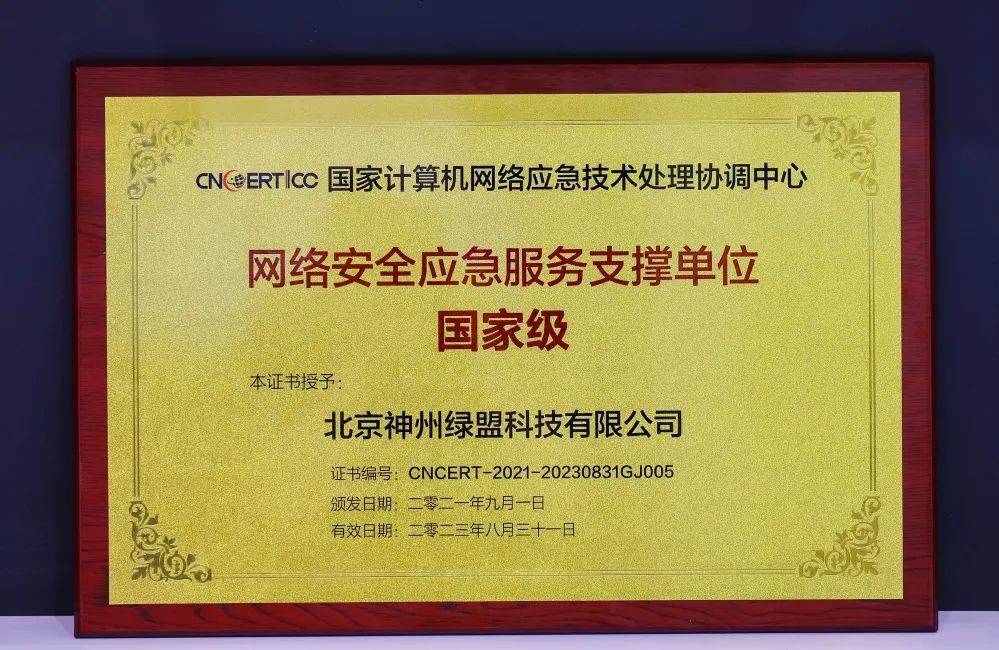 CNCERT/CC 国家计算机网络应急技术处理协调中心
网络安全应急服务支撑单位
国家级
本证书授予：
北京神州绿盟科技有限公司
证书编号：CNCERT-2021-20230831GJ005
颁发日期：二零二一年九月一日
有效日期：二零二三年八月三十一日